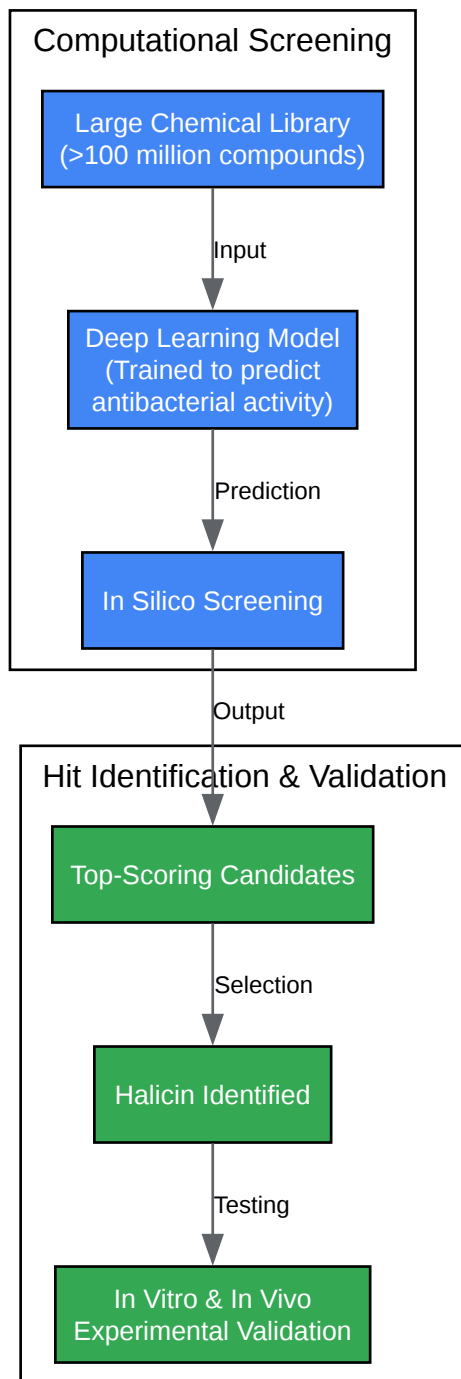 Computational Screening
Large Chemical Library
(>100 million compounds)
Input
Deep Learning Model
(Trained to predict
antibacterial activity)
Prediction
In Silico Screening
Output
Hit Identification & Validation
Top-Scoring Candidates
Selection
Halicin Identified
Testing
In Vitro & In Vivo
Experimental Validation